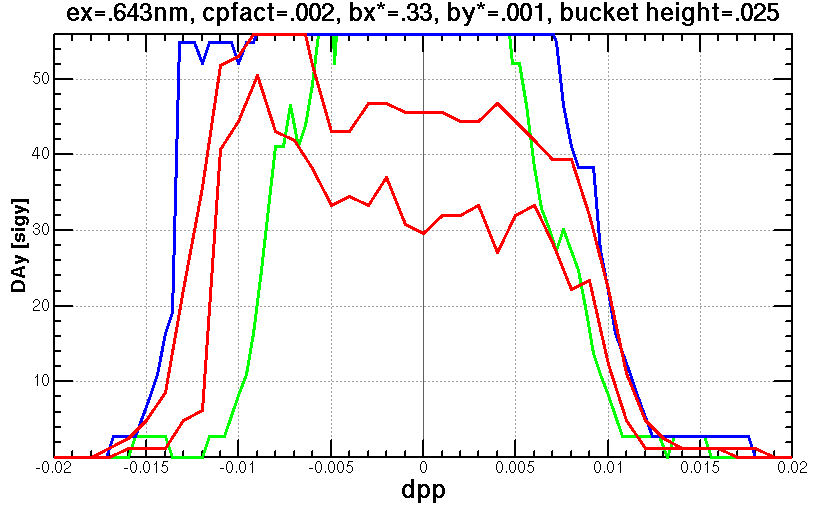 ex=.643nm, cpfact=.002, bx*=.33, by*=.001, bucket height=.025
DAy [sigy]
50
40
30
20
10
-0.02 -0.015 -0.01 -0.005 0 0.005 0.01 0.015 0.02
dpp